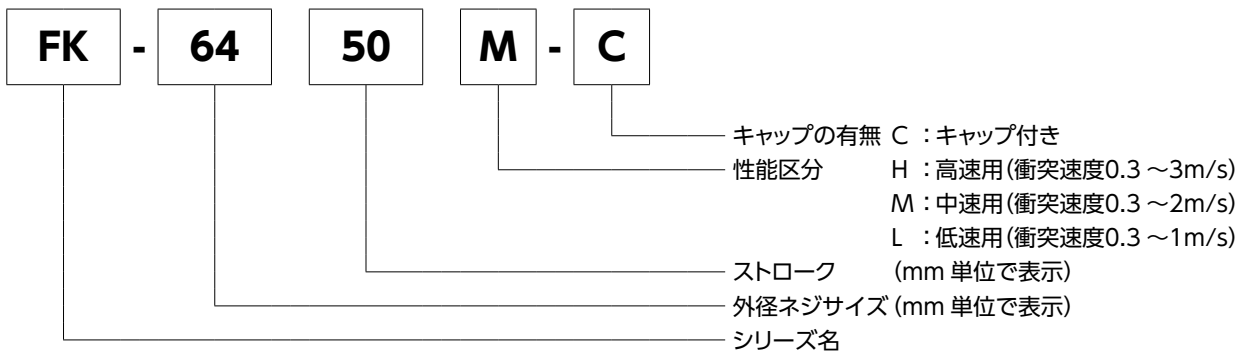 FK - 64 50 M - C
キャップの有無 C ：キャップ付き
性能区分 H ：高速用（衝突速度0.3 ～3m/s）
M ：中速用（衝突速度0.3 ～2m/s）
L ：低速用（衝突速度0.3 ～1m/s）
ストローク （mm 単位で表示）
外径ネジサイズ（mm 単位で表示）
シリーズ名